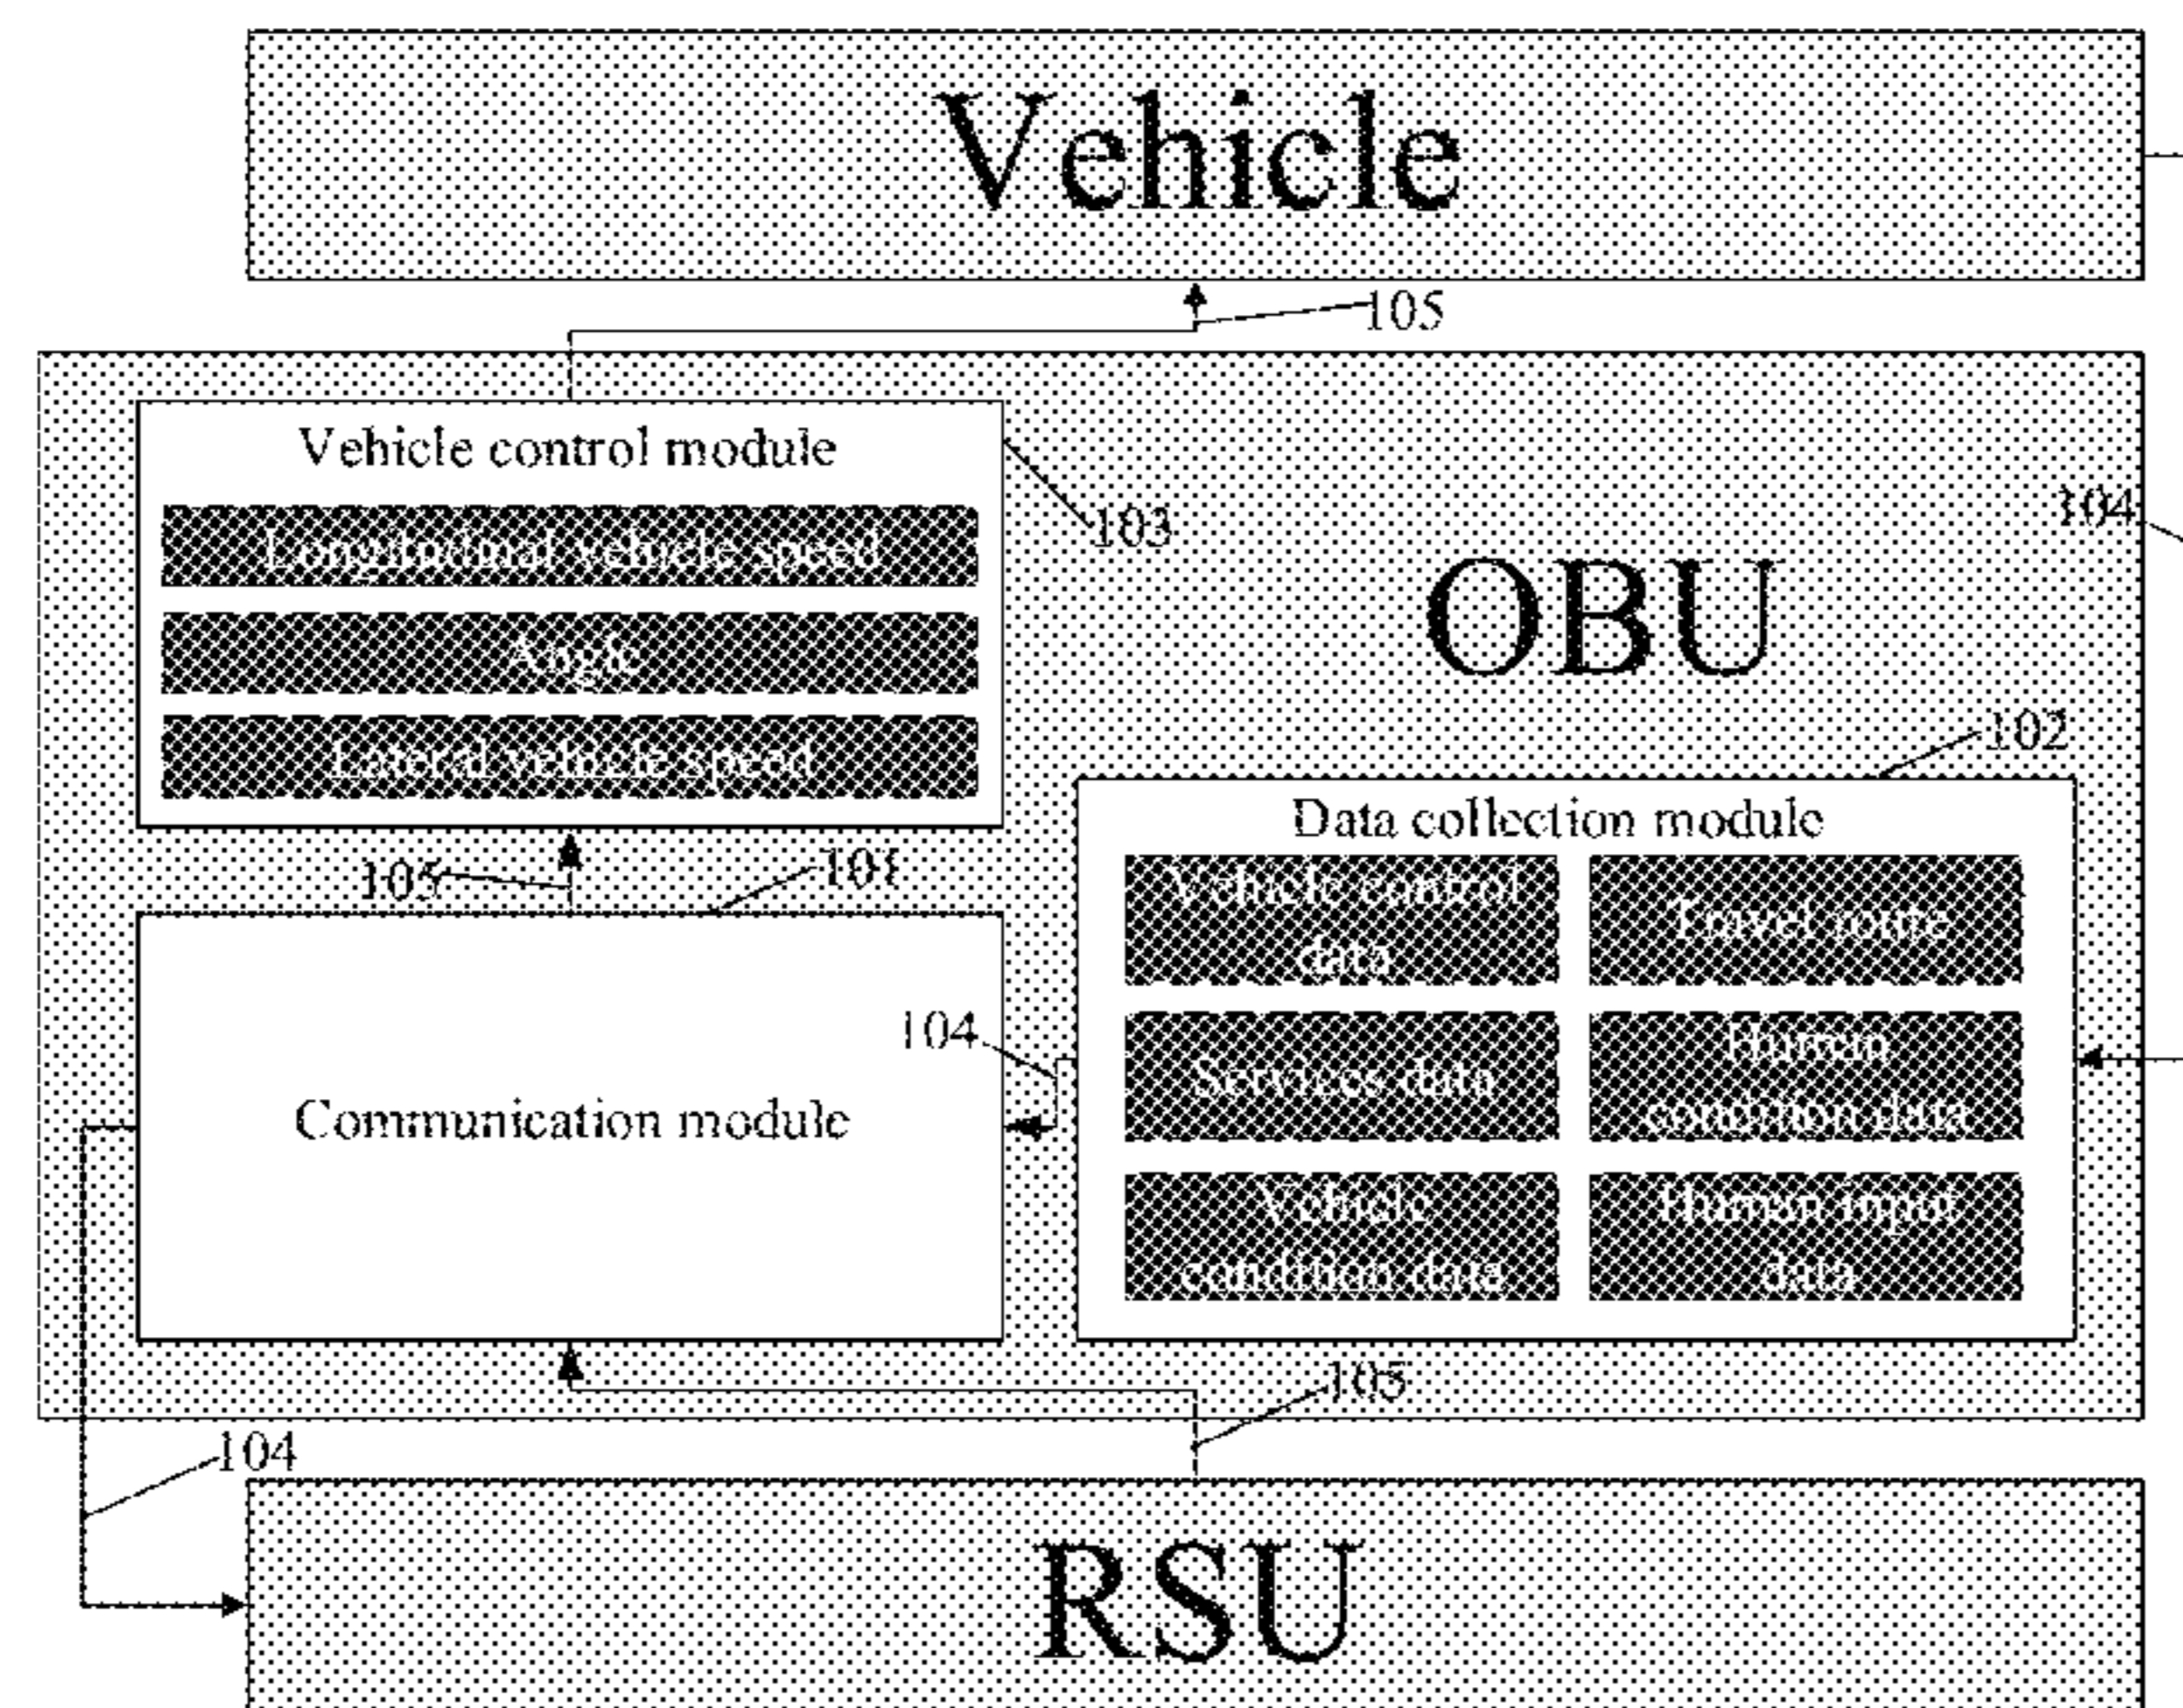 Vehicle
105
Vehicle control module
103
Longitudinal vehicle speed
104
Angle
OBU
Lateral vehicle speed
102
Data collection module
105
101
Vehicle control
data
Travel route
104
Services data
Human
condition data
Communication module
Vehicle
condition data
Human input
data
105
104
RSU